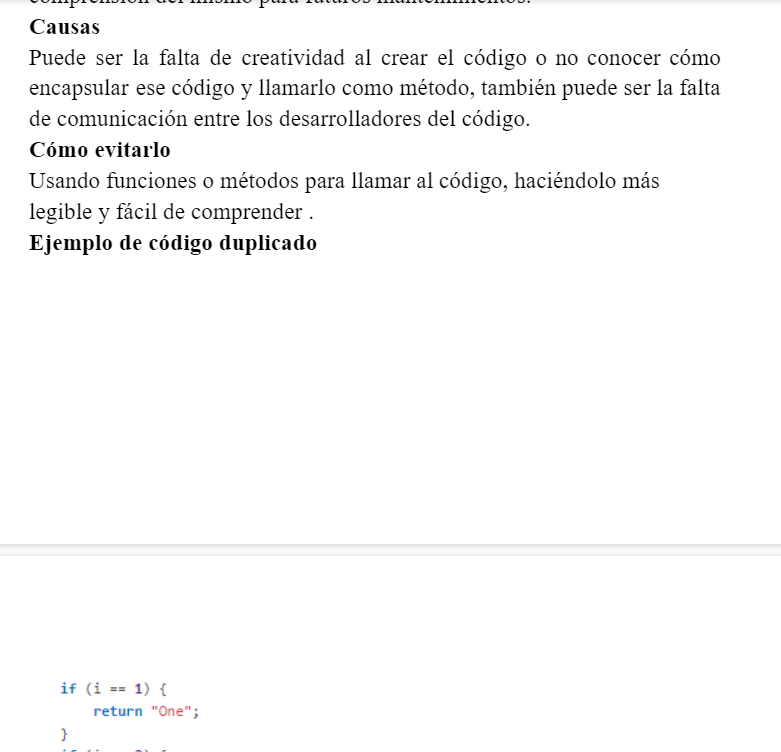 Causas
Puede ser la falta de creatividad al crear el código o no conocer cómo
encapsular ese código y llamarlo como método, también puede ser la falta
de comunicación entre los desarrolladores del código.
Cómo evitarlo
Usando funciones o métodos para llamar al código, haciéndolo más
legible y fácil de comprender .
Ejemplo de código duplicado
if (i == 1) {
    return "One";
}